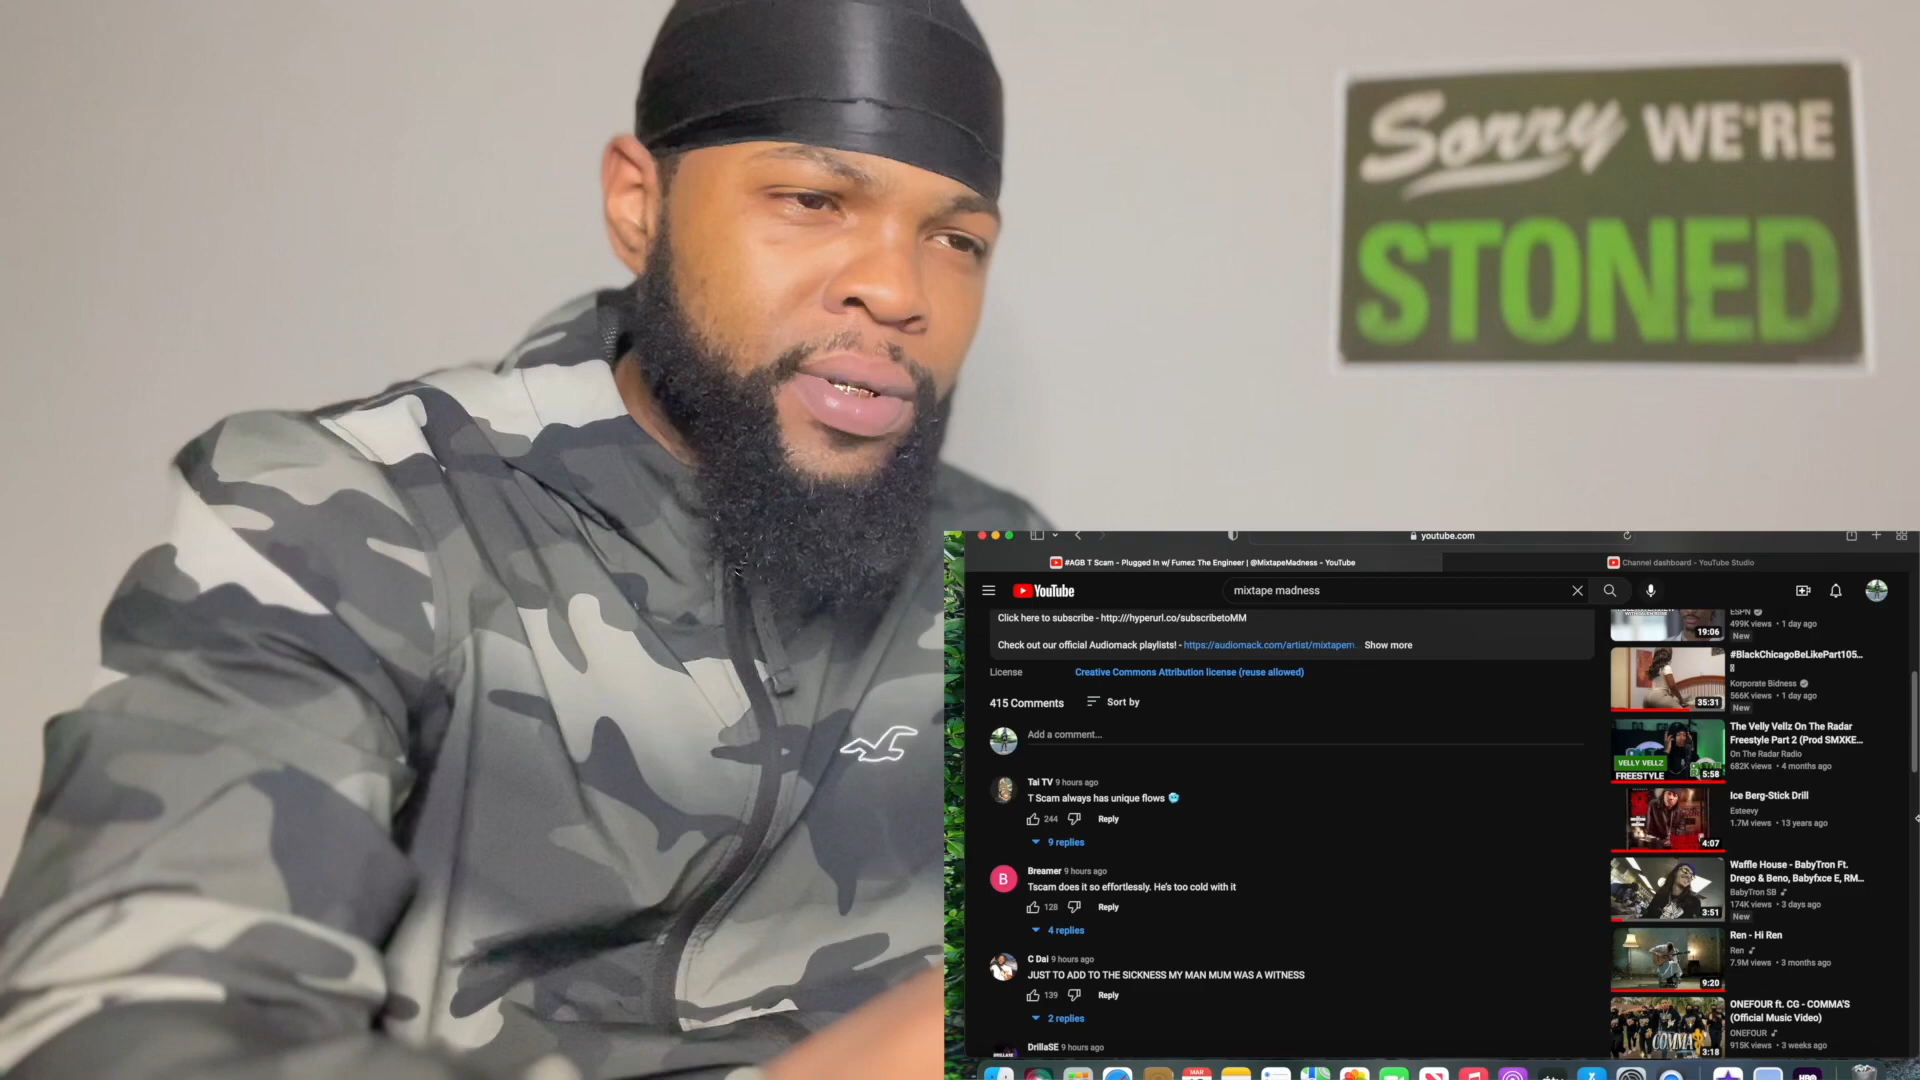 Sorry WE'RE
STONED
youtube.com
#AGB T Scam - Plugged In w/ Fumez The Engineer | @MixtapeMadness - YouTube
Channel dashboard - YouTube Studio
YouTube
mixtape madness
Click here to subscribe - http:///hyperurl.co/subscribetoMM
Check out our official Audiomack playlists! - https://audiomack.com/artist/mixtapem... Show more
License
Creative Commons Attribution license (reuse allowed)
415 Comments
Sort by
Add a comment...
Tai TV 9 hours ago
T Scam always has unique flows 🥶
244
Reply
9 replies
B
Breamer 9 hours ago
Tscam does it so effortlessly. He's too cold with it
128
Reply
4 replies
C Dai 9 hours ago
JUST TO ADD TO THE SICKNESS MY MAN MUM WAS A WITNESS
139
Reply
2 replies
DrillaSE 9 hours ago
19:06
ESPN
499K views • 1 day ago
New
35:31
#BlackChicagoBeLikePart105...
Korporate Bidness
566K views • 1 day ago
New
VELLY VELLZ
FREESTYLE
5:58
The Velly Vellz On The Radar
Freestyle Part 2 (Prod SMXKE...
On The Radar Radio
682K views • 4 months ago
4:07
Ice Berg-Stick Drill
Esteevy
1.7M views • 13 years ago
3:51
Waffle House - BabyTron Ft.
Drego & Beno, Babyfxce E, RM...
BabyTron SB
174K views • 3 days ago
New
9:20
Ren - Hi Ren
Ren
7.9M views • 3 months ago
COMMA
3:18
ONEFOUR ft. CG - COMMA'S
(Official Music Video)
ONEFOUR
915K views • 3 weeks ago
MAR